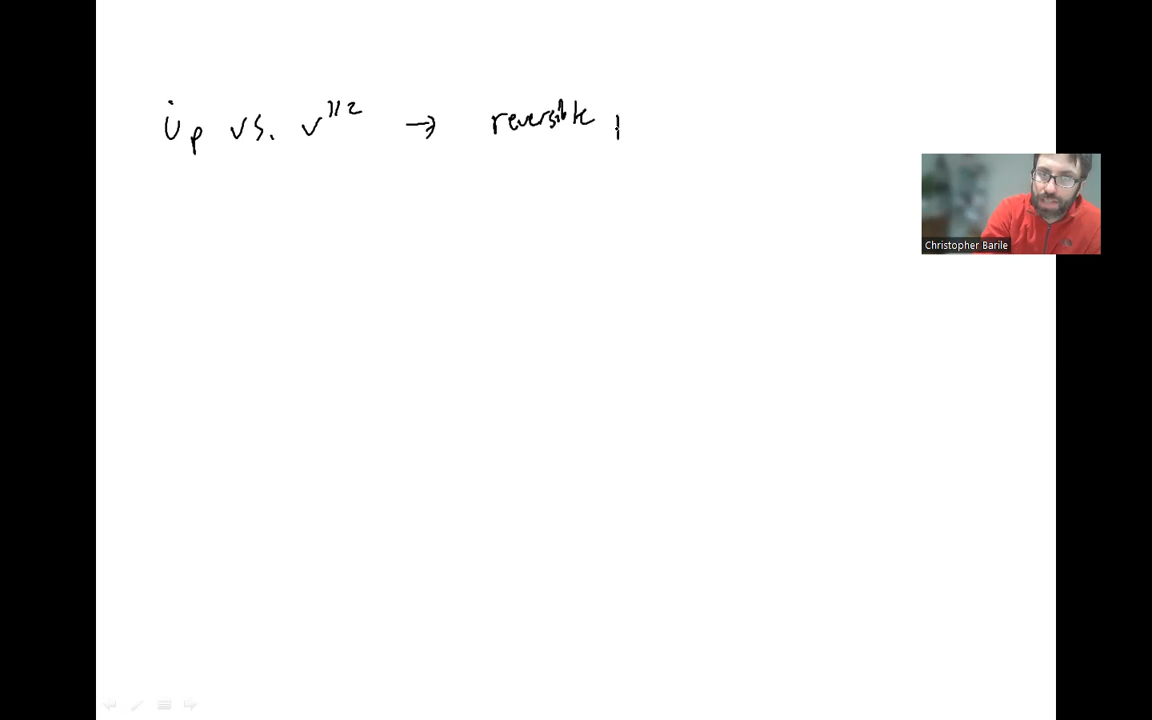 ip vs. v^1/2 → reversible
Christopher Barile